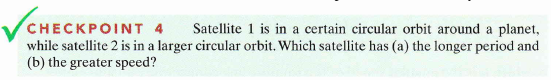 CHECKPOINT 4 Satellite 1 is in a certain circular orbit around a planet,
while satellite 2 is in a larger circular orbit. Which satellite has (a) the longer period and
(b) the greater speed?